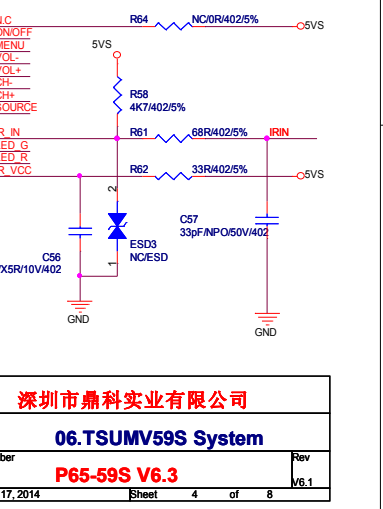 N.C R64 NC/0R/402/5% 5VS
ON/OFF
MENU 5VS
VOL-
VOL+
CH-
CH+ R58
SOURCE 4K7/402/5%
R_IN R61 68R/402/5% IRIN
LED_G
LED_R
R_VCC R62 33R/402/5% 5VS
2
C57
33pF/NPO/50V/402
ESD3
C56 NC/ESD
/X5R/10V/402 1
GND
GND
深圳市鼎科实业有限公司
06.TSUMV59S System
ber Rev
P65-59S V6.3
V6.1
17, 2014 Sheet 4 of 8